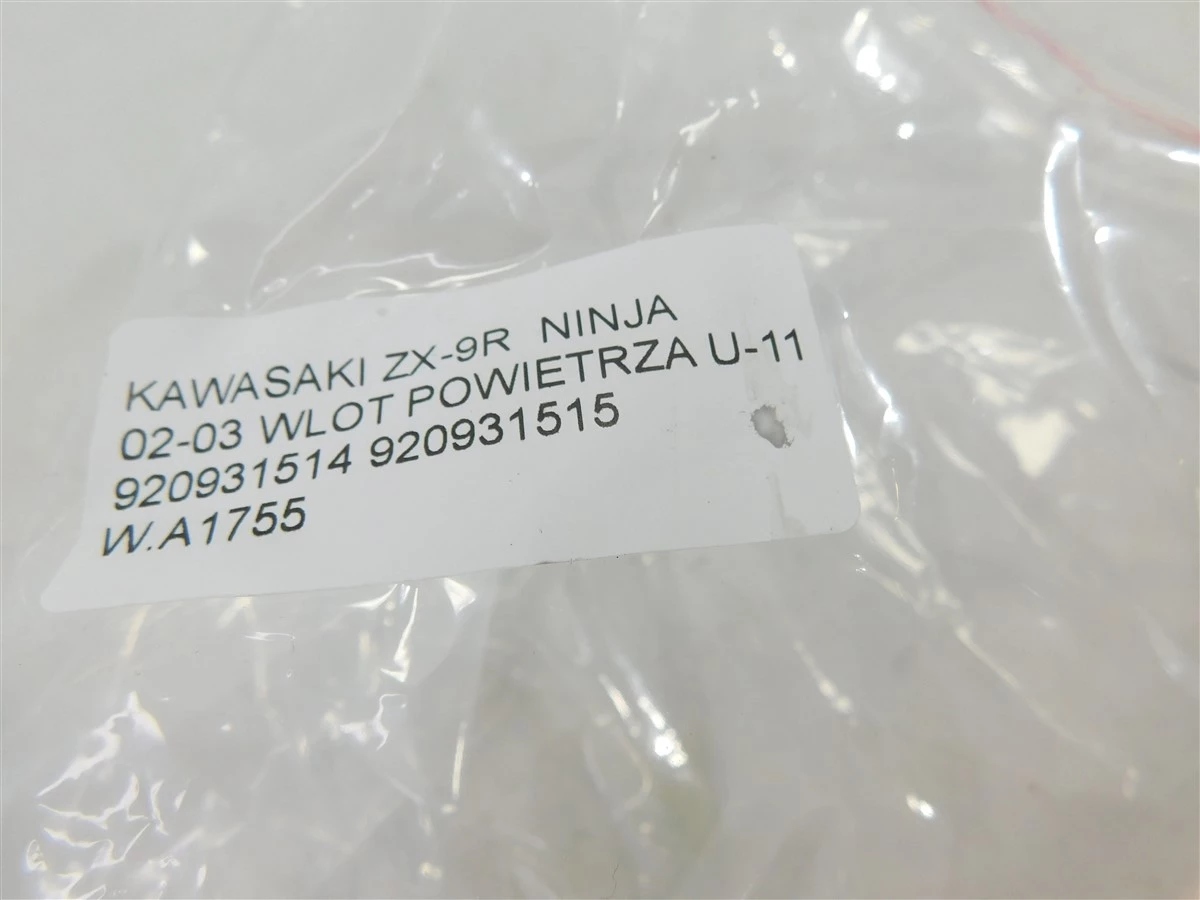 KAWASAKI ZX-9R NINJA
02-03 WLOT POWIETRZA U-11
920931514 920931515
W.A1755